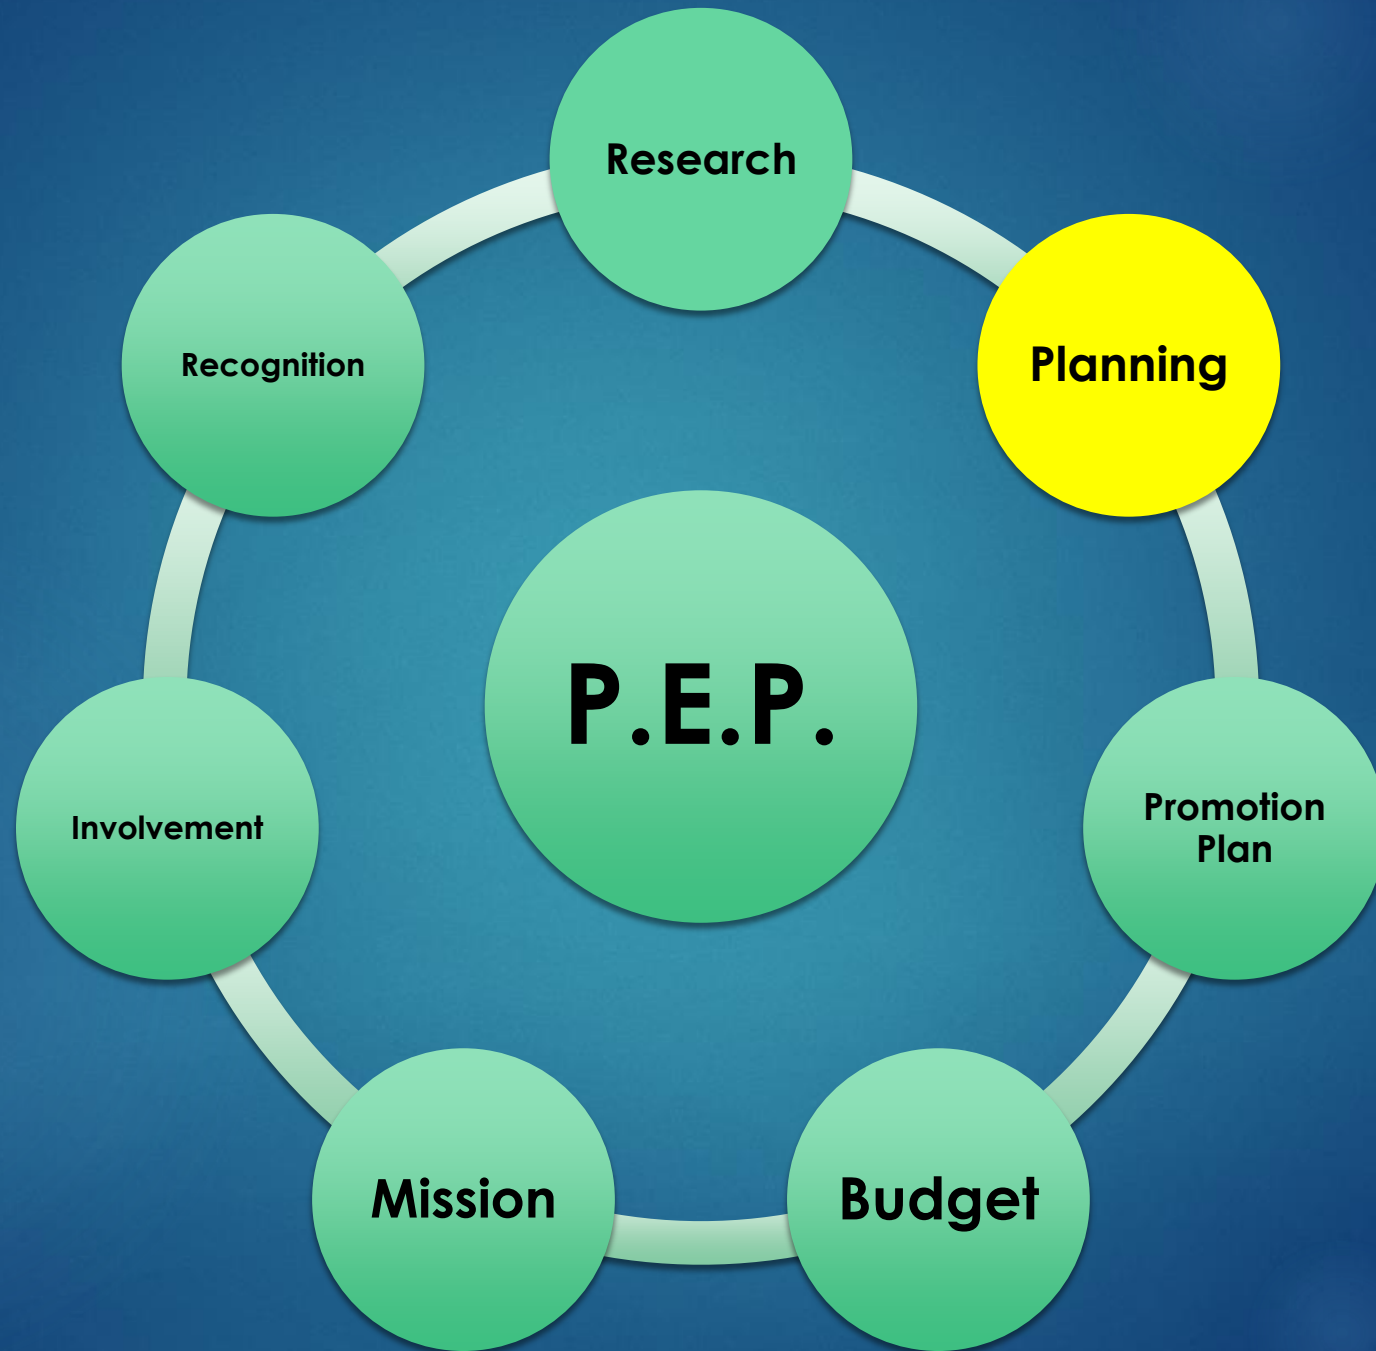 Research
Planning
Promotion
Plan
Budget
Mission
Involvement
Recognition
P.E.P.